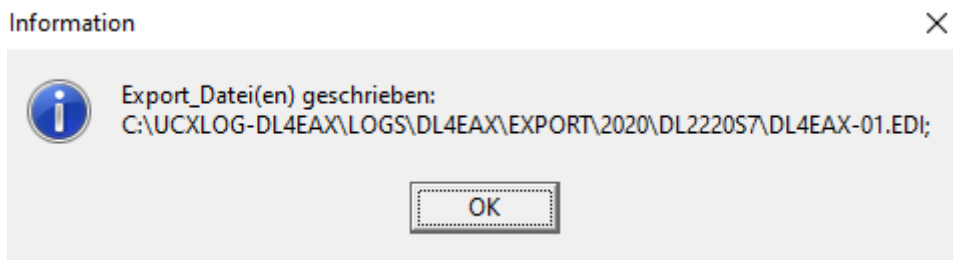 Information
Export_Datei(en) geschrieben:
C:\UCXLOG-DL4EAX\LOGS\DL4EAX\EXPORT\2020\DL2220S7\DL4EAX-01.EDI;
OK